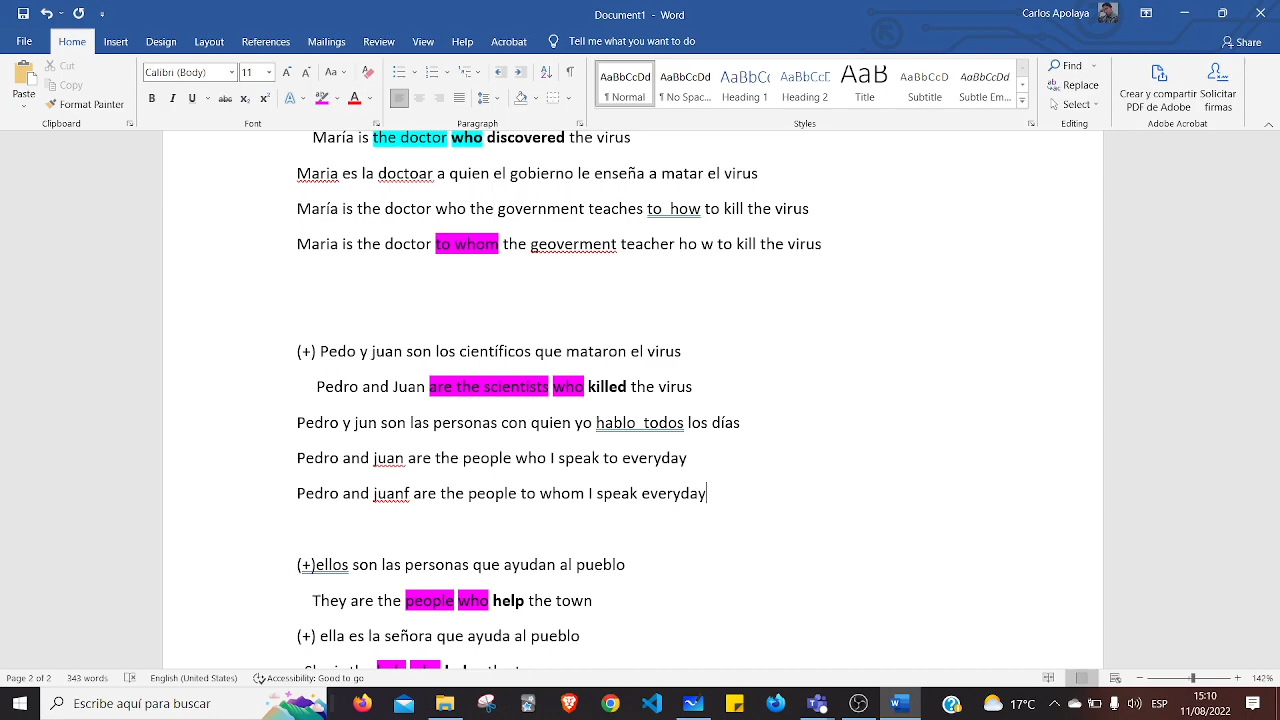 Document1 - Word
Carlos Apolaya
File Home Insert Draw Design Layout References Mailings Review View Help Acrobat Tell me what you want to do
Share
Paste
Cut
Copy
Format Painter
Clipboard
Calibri (Body) 11
Font
Paragraph
AaBbCcDd AaBbCcDd AaBbCc AaBbCcC AaB AaBbCcD AaBbCcDd
¶ Normal ¶ No Spac... Heading 1 Heading 2 Title Subtitle Subtle Em...
Styles
Find
Replace
Select
Editing
Crear y compartir PDF de Adobe
Solicitar firmas
Adobe Acrobat
María is the doctor who discovered the virus
Maria es la doctoar a quien el gobierno le enseña a matar el virus
María is the doctor who the government teaches to  how to kill the virus
Maria is the doctor to whom the geoverment teacher ho w to kill the virus
(+) Pedo y juan son los científicos que mataron el virus
Pedro and Juan are the scientists who killed the virus
Pedro y jun son las personas con quien yo hablo  todos los días
Pedro and juan are the people who I speak to everyday
Pedro and juanf are the people to whom I speak everyday
(+)ellos son las personas que ayudan al pueblo
They are the people who help the town
(+) ella es la señora que ayuda al pueblo
Page 2 of 2 343 words English (United States) Accessibility: Good to go 142%
Escribe aquí para buscar
17°C
15:10
11/08/2022